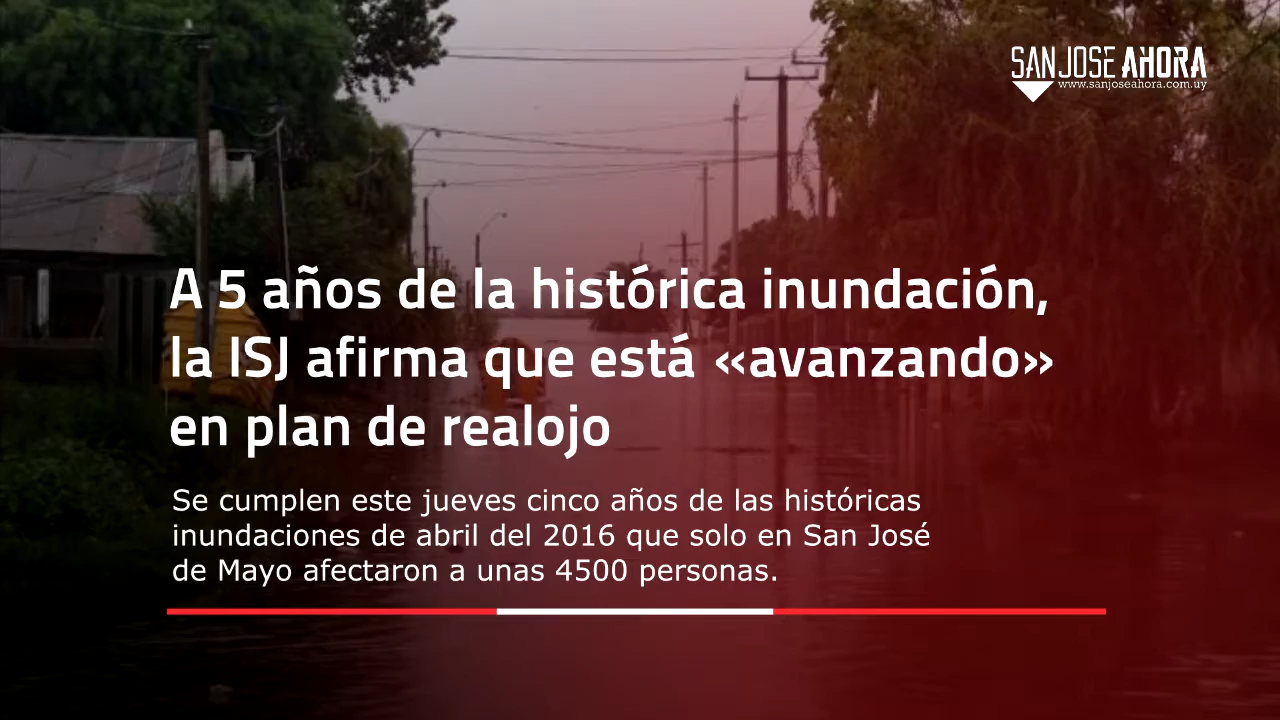 SAN JOSE AHORA
www.sanjoseahora.com.uy
A 5 años de la histórica inundación,
la ISJ afirma que está «avanzando»
en plan de realojo
Se cumplen este jueves cinco años de las históricas
inundaciones de abril del 2016 que solo en San José
de Mayo afectaron a unas 4500 personas.